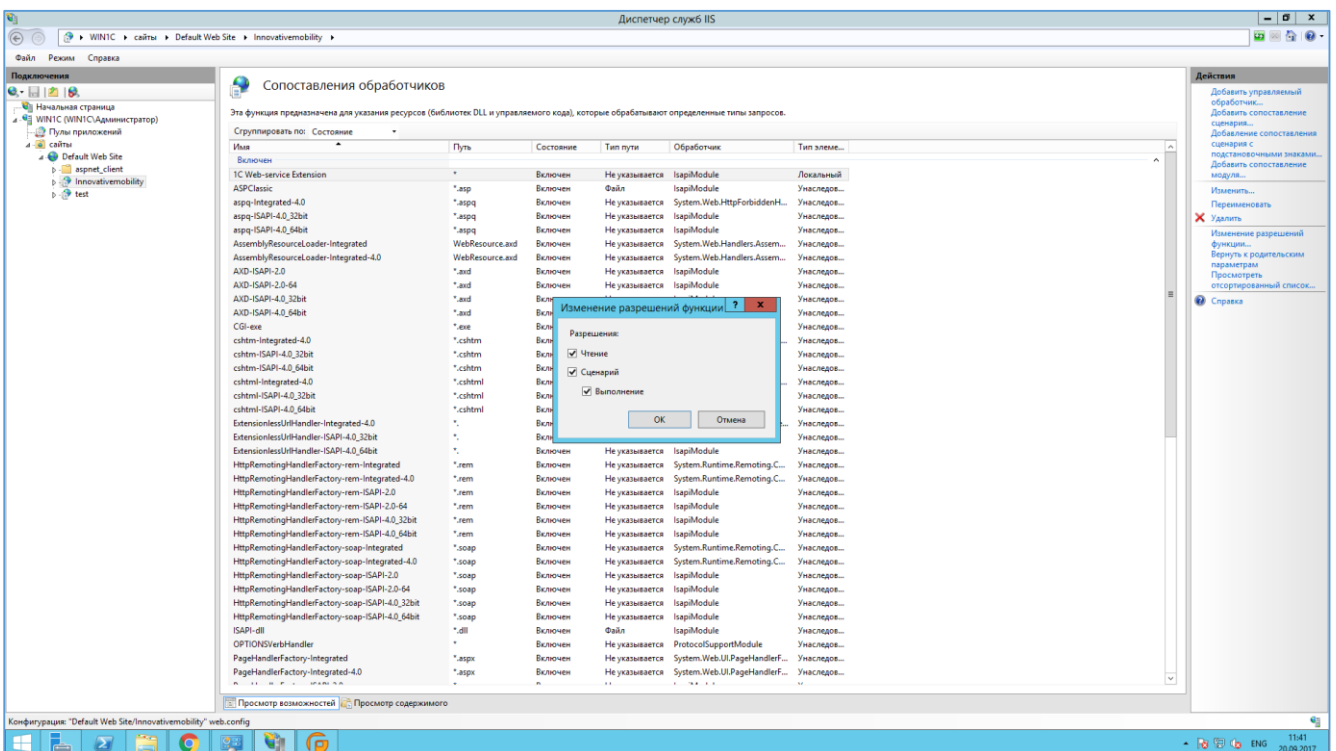 Диспетчер служб IIS
WIN1C ▸ сайты ▸ Default Web Site ▸ Innovativemobility ▸
Файл Режим Справка
Подключения
Начальная страница
WIN1C (WIN1C\Администратор)
Пулы приложений
сайты
Default Web Site
aspnet_client
Innovativemobility
test
Сопоставления обработчиков
Эта функция предназначена для указания ресурсов (библиотек DLL и управляемого кода), которые обрабатывают определенные типы запросов.
Сгруппировать по: Состояние
Имя Путь Состояние Тип пути Обработчик Тип элеме...
Включен
1C Web-service Extension * Включен Не указывается IsapiModule Локальный
ASPClassic *.asp Включен Файл IsapiModule Унаследов...
aspq-Integrated-4.0 *.aspq Включен Не указывается System.Web.HttpForbiddenH... Унаследов...
aspq-ISAPI-4.0_32bit *.aspq Включен Не указывается IsapiModule Унаследов...
aspq-ISAPI-4.0_64bit *.aspq Включен Не указывается IsapiModule Унаследов...
AssemblyResourceLoader-Integrated WebResource.axd Включен Не указывается System.Web.Handlers.Assem... Унаследов...
AssemblyResourceLoader-Integrated-4.0 WebResource.axd Включен Не указывается System.Web.Handlers.Assem... Унаследов...
AXD-ISAPI-2.0 *.axd Включен Не указывается IsapiModule Унаследов...
AXD-ISAPI-2.0-64 *.axd Включен Не указывается IsapiModule Унаследов...
AXD-ISAPI-4.0_32bit *.axd Унаследов...
AXD-ISAPI-4.0_64bit *.axd Унаследов...
CGI-exe *.exe Унаследов...
cshtm-Integrated-4.0 *.cshtm Унаследов...
cshtm-ISAPI-4.0_32bit *.cshtm Унаследов...
cshtm-ISAPI-4.0_64bit *.cshtm Унаследов...
cshtml-Integrated-4.0 *.cshtml Унаследов...
cshtml-ISAPI-4.0_32bit *.cshtml Унаследов...
cshtml-ISAPI-4.0_64bit *.cshtml Унаследов...
ExtensionlessUrlHandler-Integrated-4.0 *. Унаследов...
ExtensionlessUrlHandler-ISAPI-4.0_32bit *. Унаследов...
ExtensionlessUrlHandler-ISAPI-4.0_64bit *. Включен Не указывается IsapiModule Унаследов...
HttpRemotingHandlerFactory-rem-Integrated *.rem Включен Не указывается System.Runtime.Remoting.C... Унаследов...
HttpRemotingHandlerFactory-rem-Integrated-4.0 *.rem Включен Не указывается System.Runtime.Remoting.C... Унаследов...
HttpRemotingHandlerFactory-rem-ISAPI-2.0 *.rem Включен Не указывается IsapiModule Унаследов...
HttpRemotingHandlerFactory-rem-ISAPI-2.0-64 *.rem Включен Не указывается IsapiModule Унаследов...
HttpRemotingHandlerFactory-rem-ISAPI-4.0_32bit *.rem Включен Не указывается IsapiModule Унаследов...
HttpRemotingHandlerFactory-rem-ISAPI-4.0_64bit *.rem Включен Не указывается IsapiModule Унаследов...
HttpRemotingHandlerFactory-soap-Integrated *.soap Включен Не указывается System.Runtime.Remoting.C... Унаследов...
HttpRemotingHandlerFactory-soap-Integrated-4.0 *.soap Включен Не указывается System.Runtime.Remoting.C... Унаследов...
HttpRemotingHandlerFactory-soap-ISAPI-2.0 *.soap Включен Не указывается IsapiModule Унаследов...
HttpRemotingHandlerFactory-soap-ISAPI-2.0-64 *.soap Включен Не указывается IsapiModule Унаследов...
HttpRemotingHandlerFactory-soap-ISAPI-4.0_32bit *.soap Включен Не указывается IsapiModule Унаследов...
HttpRemotingHandlerFactory-soap-ISAPI-4.0_64bit *.soap Включен Не указывается IsapiModule Унаследов...
ISAPI-dll *.dll Включен Файл IsapiModule Унаследов...
OPTIONSVerbHandler * Включен Не указывается ProtocolSupportModule Унаследов...
PageHandlerFactory-Integrated *.aspx Включен Не указывается System.Web.UI.PageHandlerF... Унаследов...
PageHandlerFactory-Integrated-4.0 *.aspx Включен Не указывается System.Web.UI.PageHandlerF... Унаследов...
Изменение разрешений функции ? x
Разрешения:
Чтение
Сценарий
Выполнение
ОК Отмена
Просмотр возможностей Просмотр содержимого
Действия
Добавить управляемый
обработчик...
Добавить сопоставление
сценария...
Добавление сопоставления
сценария с
подстановочными знаками...
Добавить сопоставление
модуля...
Изменить...
Переименовать
Удалить
Изменение разрешений
функции...
Вернуть к родительским
параметрам
Просмотреть
отсортированный список...
Справка
Конфигурация: "Default Web Site/Innovativemobility" web.config
ENG
11:41
20.09.2017